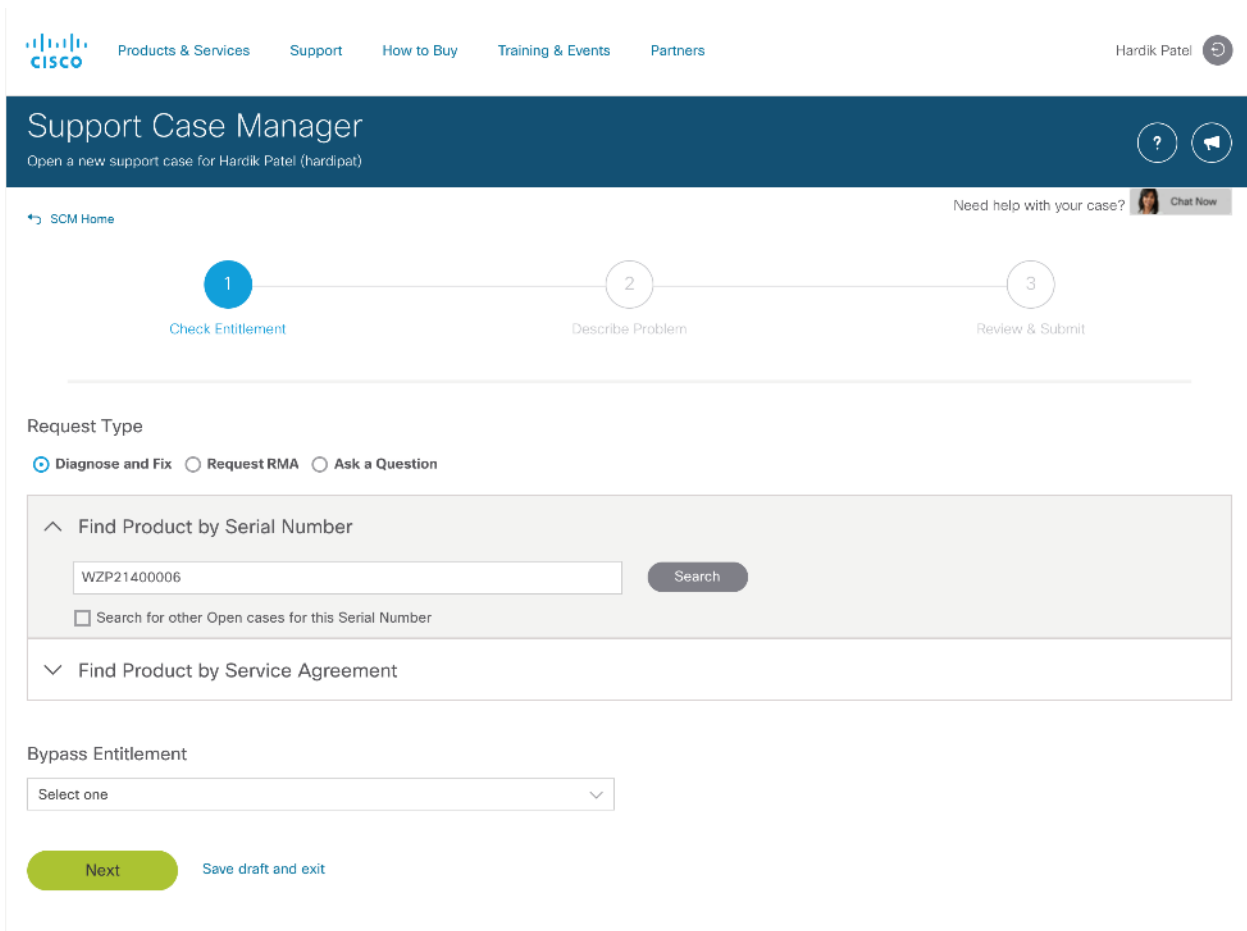 CISCO
Products & Services Support How to Buy Training & Events Partners
Hardik Patel
Support Case Manager
Open a new support case for Hardik Patel (hardipat)
?
SCM Home
Need help with your case? Chat Now
1 2 3
Check Entitlement Describe Problem Review & Submit
Request Type
Diagnose and Fix Request RMA Ask a Question
Find Product by Serial Number
WZP21400006 Search
Search for other Open cases for this Serial Number
Find Product by Service Agreement
Bypass Entitlement
Select one
Next Save draft and exit